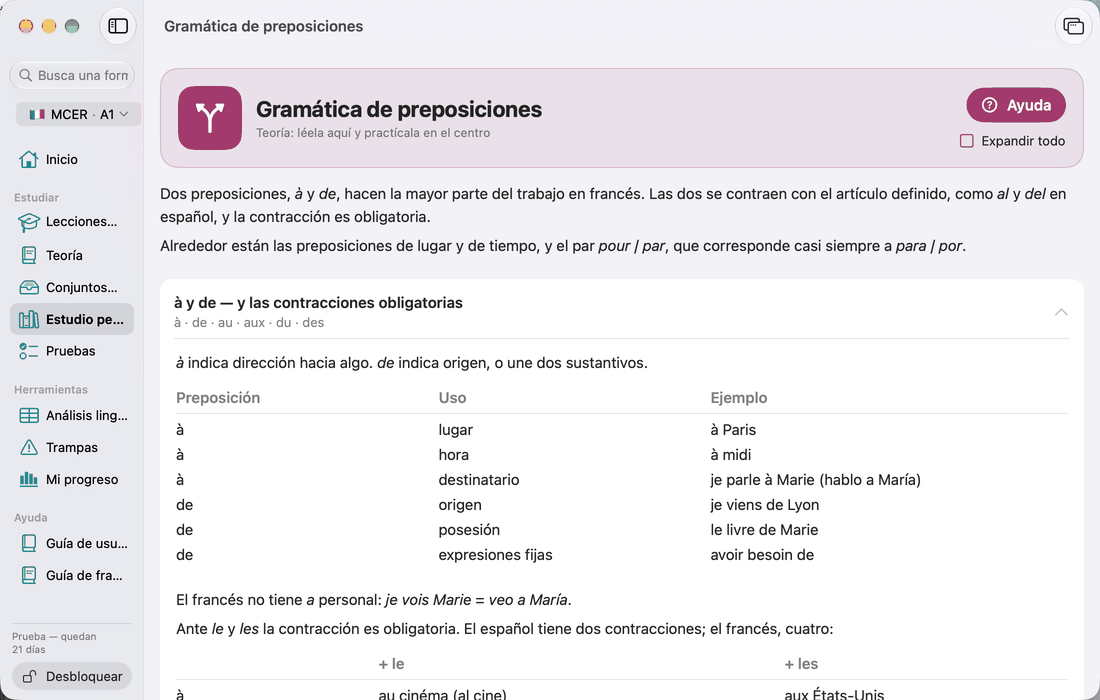 Gramática de preposiciones
Busca una forn
MCER · A1
Inicio
Estudiar
Lecciones...
Teoría
Conjuntos...
Estudio pe...
Pruebas
Herramientas
Análisis ling...
Trampas
Mi progreso
Ayuda
Guía de usu...
Guía de fra...
Prueba — quedan
21 días
Desbloquear
Gramática de preposiciones
Teoría: léela aquí y practícala en el centro
Ayuda
Expandir todo
Dos preposiciones, à y de, hacen la mayor parte del trabajo en francés. Las dos se contraen con el artículo definido, como al y del en
español, y la contracción es obligatoria.
Alrededor están las preposiciones de lugar y de tiempo, y el par pour / par, que corresponde casi siempre a para / por.
à y de — y las contracciones obligatorias
à · de · au · aux · du · des
à indica dirección hacia algo. de indica origen, o une dos sustantivos.
Preposición Uso Ejemplo
à lugar à Paris
à hora à midi
à destinatario je parle à Marie (hablo a María)
de origen je viens de Lyon
de posesión le livre de Marie
de expresiones fijas avoir besoin de
El francés no tiene a personal: je vois Marie = veo a María.
Ante le y les la contracción es obligatoria. El español tiene dos contracciones; el francés, cuatro:
+ le + les
à au cinéma (al cine) aux États-Unis